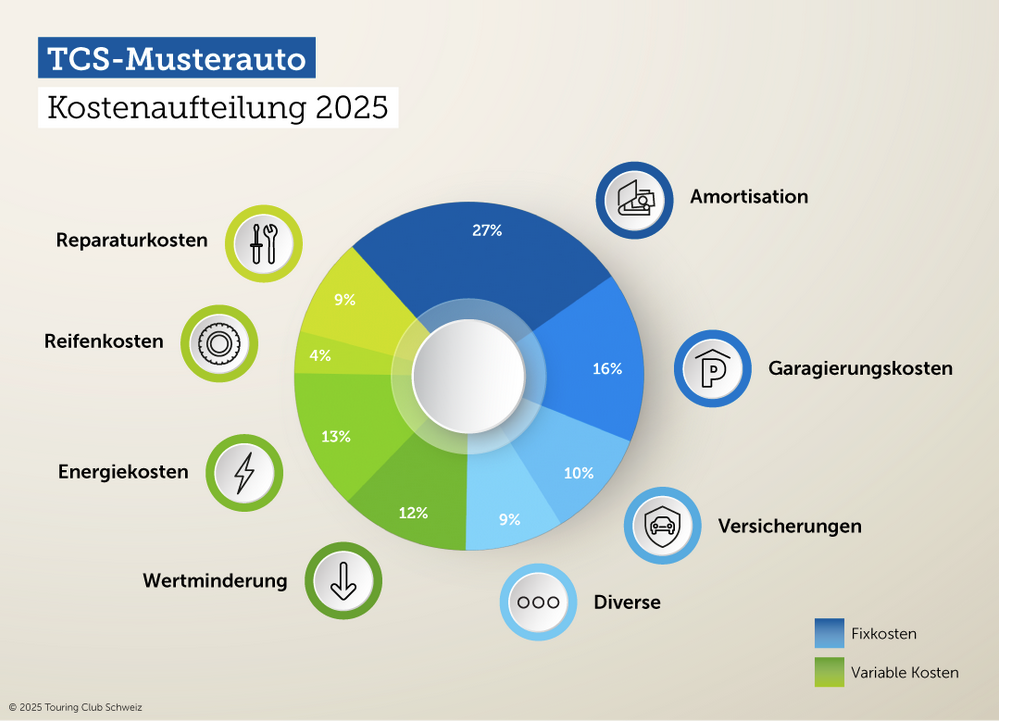 TCS-Musterauto
Kostenaufteilung 2025
Amortisation
27%
Reparaturkosten
9%
Reifenkosten
4%
16%
P
Garagierungskosten
13%
Energiekosten
10%
12%
9%
Versicherungen
Wertminderung
Diverse
Fixkosten
Variable Kosten
© 2025 Touring Club Schweiz